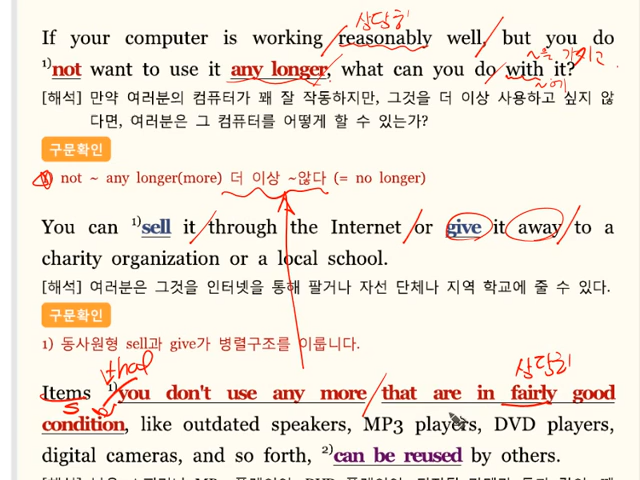 상당히
If your computer is working reasonably well, but you do
~을 가지고
1)not want to use it any longer, what can you do with it?
~에
[해석] 만약 여러분의 컴퓨터가 꽤 잘 작동하지만, 그것을 더 이상 사용하고 싶지 않
다면, 여러분은 그 컴퓨터를 어떻게 할 수 있는가?
구문확인
1) not ~ any longer(more) 더 이상 ~않다 (= no longer)
You can 1)sell it through the Internet or give it away to a
charity organization or a local school.
[해석] 여러분은 그것을 인터넷을 통해 팔거나 자선 단체나 지역 학교에 줄 수 있다.
구문확인
1) 동사원형 sell과 give가 병렬구조를 이룹니다.
that
상당히
Items 1)you don't use any more that are in fairly good
S
condition, like outdated speakers, MP3 players, DVD players,
digital cameras, and so forth, 2)can be reused by others.